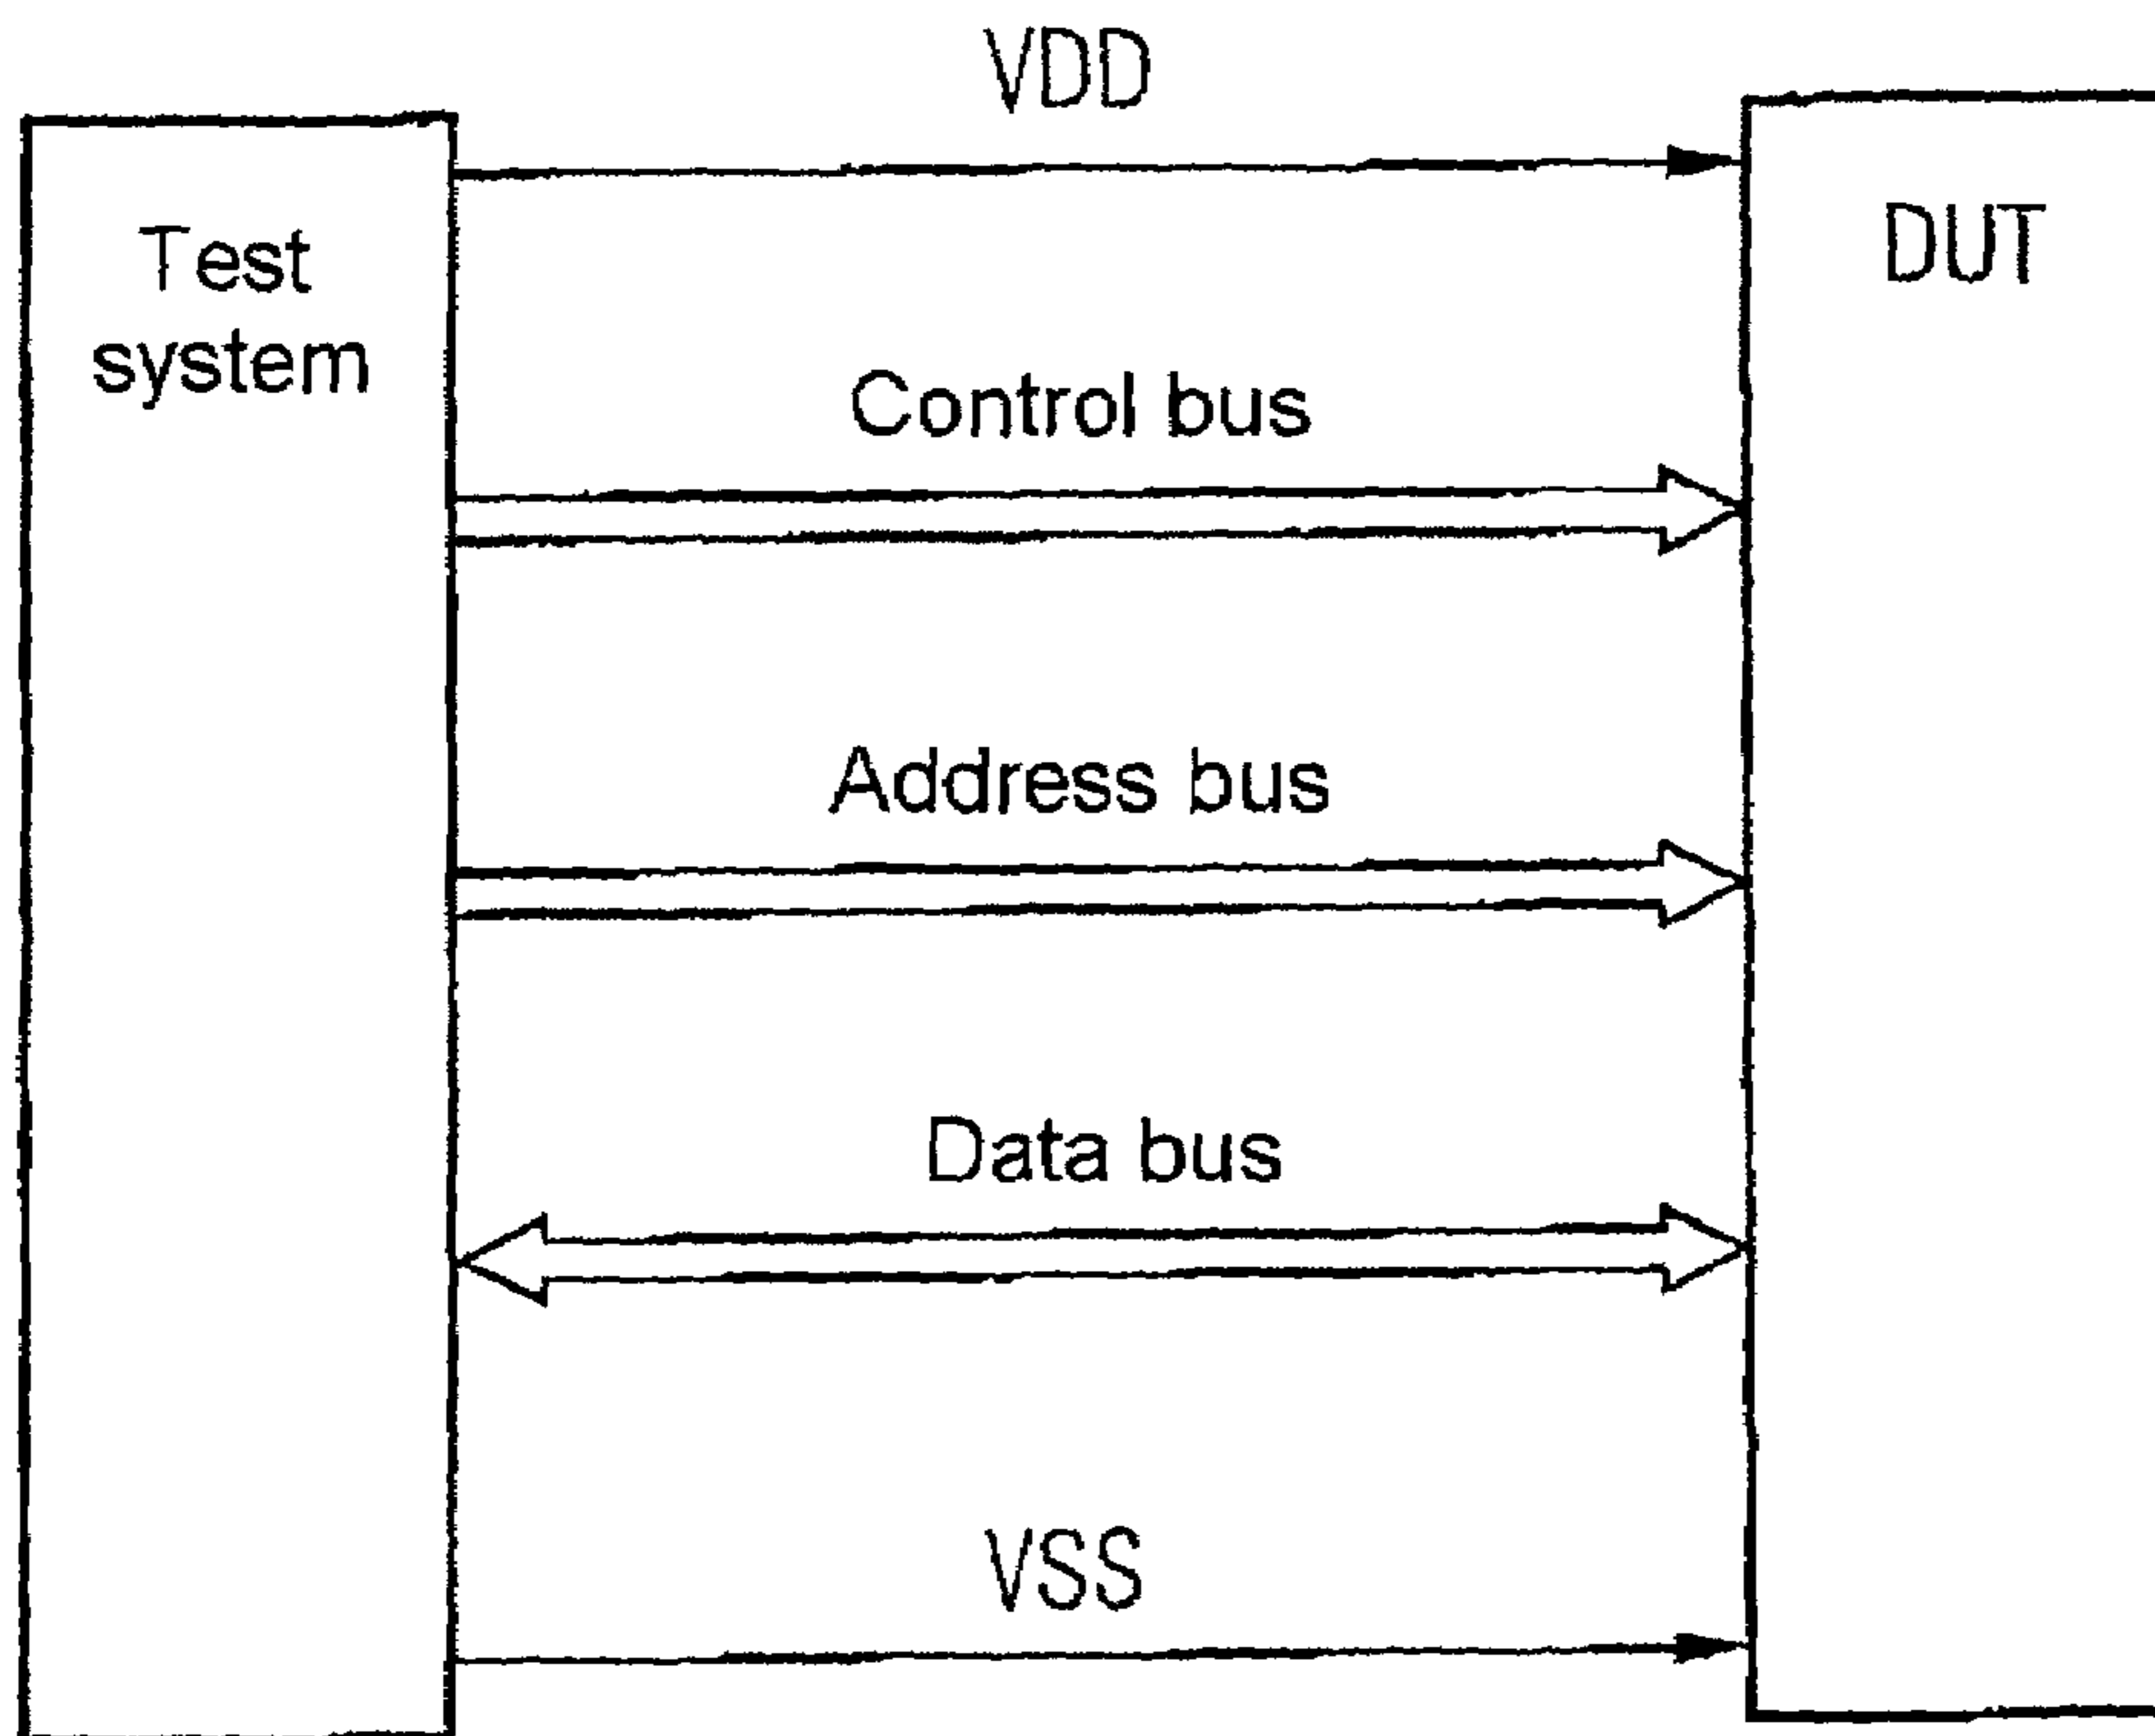 VDD
Test
system
DUT
Control bus
Address bus
Data bus
VSS